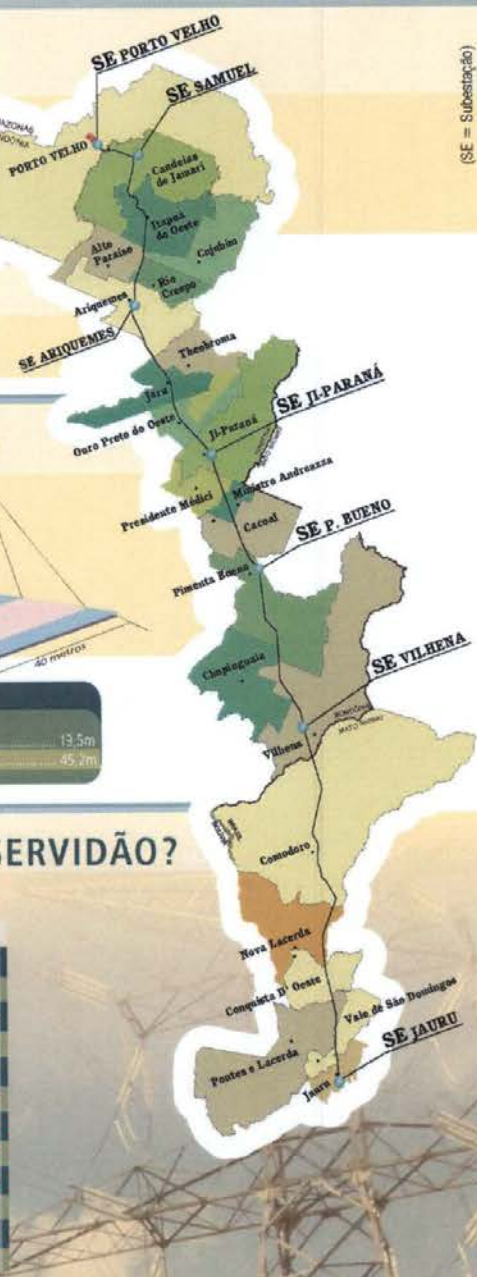 SE PORTO VELHO
SE SAMUEL
(SE = Subestação)
PORTO VELHO
Candeias do Jamari
Itapuã do Oeste
Cujubim
Alto Paraíso
Rio Crespo
Ariquemes
SE ARIQUEMES
Theobroma
Jaru
SE JI-PARANÁ
Ouro Preto do Oeste
Ji-Paraná
Ministro Andreazza
Presidente Médici
Cacoal
SE P. BUENO
Pimenta Bueno
40 metros
Chupinguaia
SE VILHENA
RONDÔNIA
MATO GROSSO
Vilhena
13,5m
45,2m
SERVIDÃO?
Comodoro
Nova Lacerda
Conquista D' Oeste
Vale de São Domingos
SE JAURU
Pontes e Lacerda
Jauru